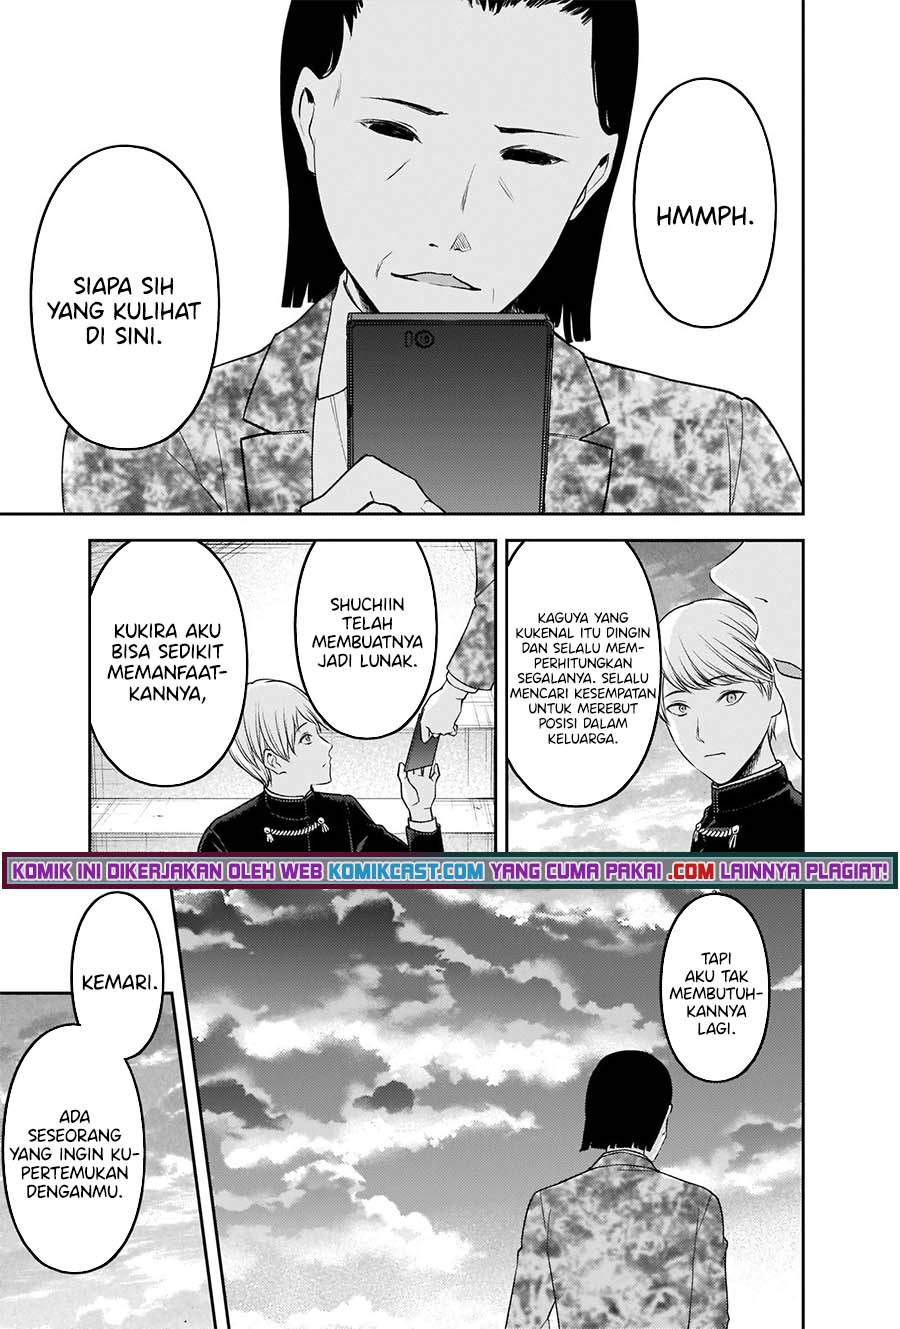 HMMPH.
SIAPA SIH
YANG KULIHAT
DI SINI.
KAGUYA YANG
KUKENAL ITU DINGIN
DAN SELALU MEM-
PERHITUNGKAN
SEGALANYA. SELALU
MENCARI KESEMPATAN
UNTUK MEREBUT
POSISI DALAM
KELUARGA.
SHUCHIIN
TELAH
MEMBUATNYA
JADI LUNAK.
KUKIRA AKU
BISA SEDIKIT
MEMANFAAT-
KANNYA,
KOMIK INI DIKERJAKAN OLEH WEB KOMIKCAST.COM YANG CUMA PAKAI .COM LAINNYA PLAGIAT!
TAPI
AKU TAK
MEMBUTUH-
KANNYA
LAGI.
KEMARI.
ADA
SESEORANG
YANG INGIN KU-
PERTEMUKAN
DENGANMU.